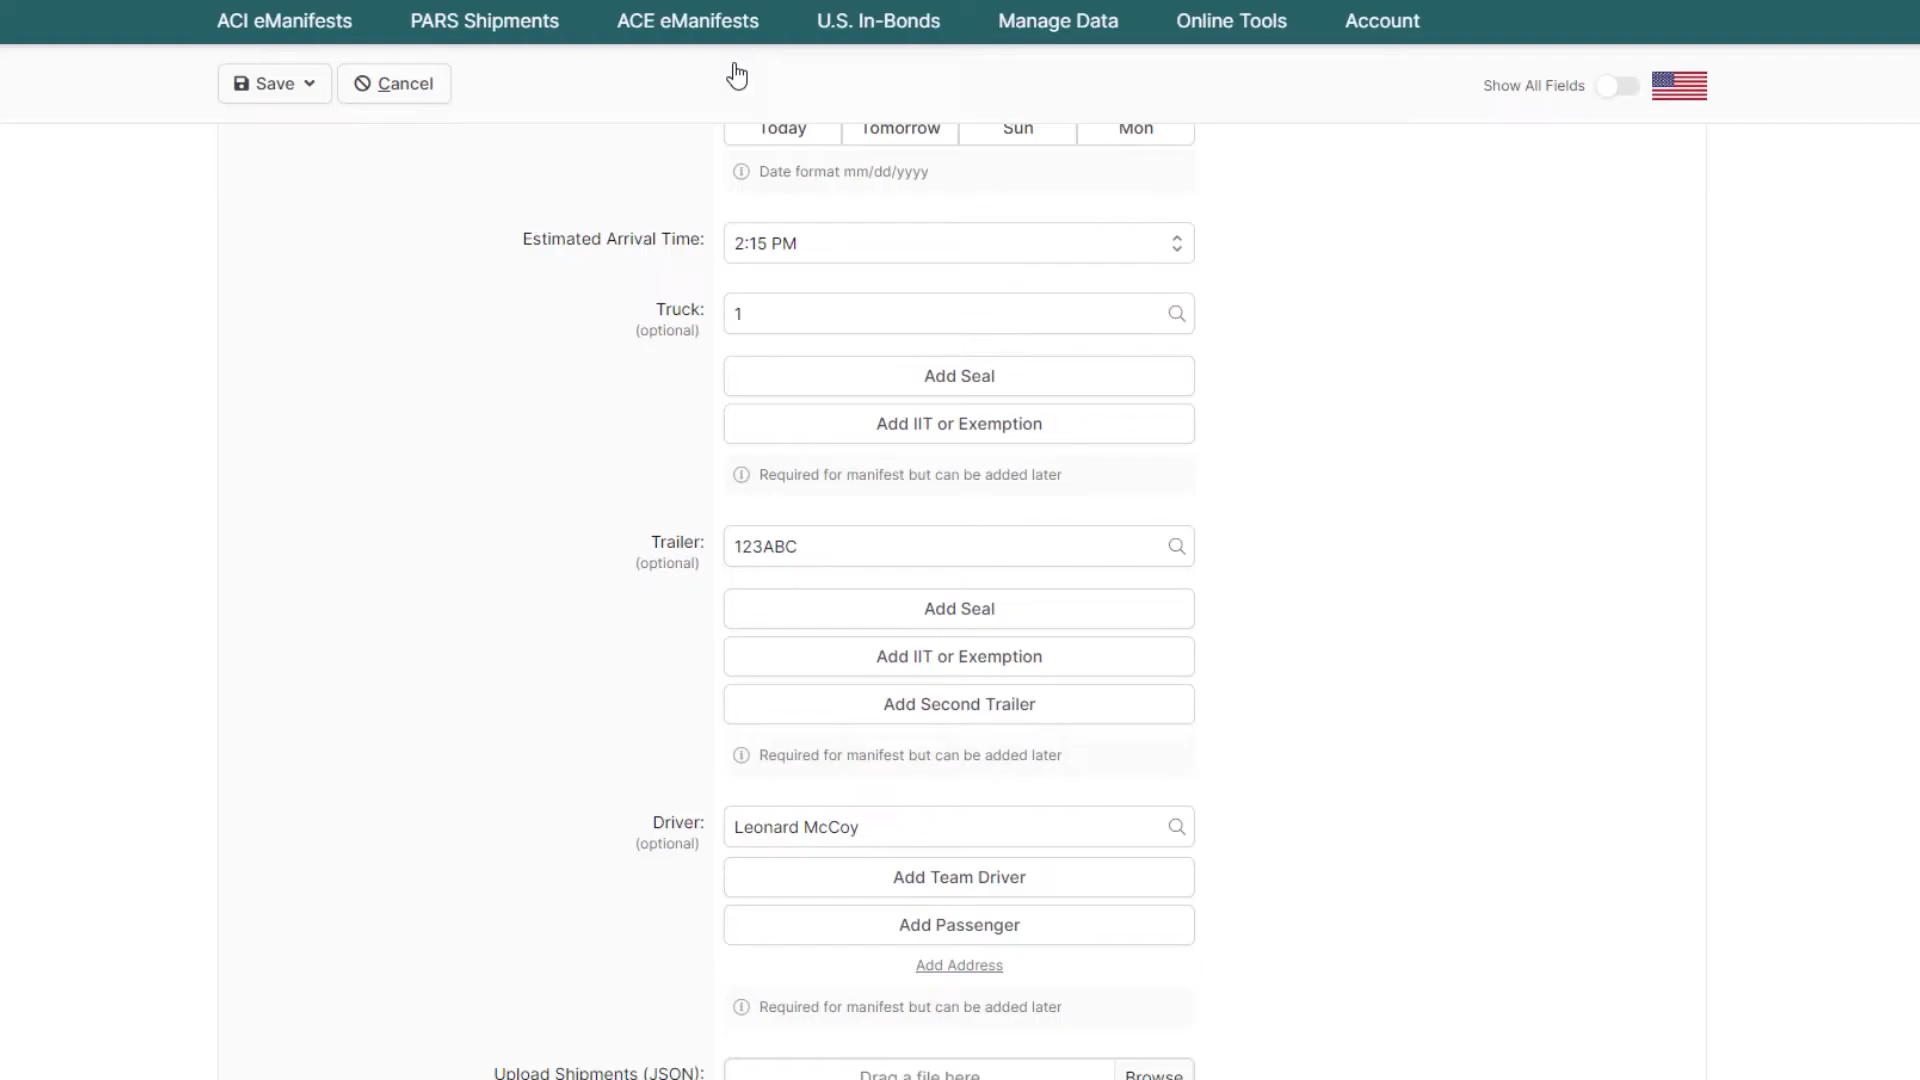 ACI eManifests PARS Shipments ACE eManifests U.S. In-Bonds Manage Data Online Tools Account
Save Cancel Show All Fields
Today Tomorrow Sun Mon
Date format mm/dd/yyyy
Estimated Arrival Time: 2:15 PM
Truck: 1
(optional)
Add Seal
Add IIT or Exemption
Required for manifest but can be added later
Trailer: 123ABC
(optional)
Add Seal
Add IIT or Exemption
Add Second Trailer
Required for manifest but can be added later
Driver: Leonard McCoy
(optional)
Add Team Driver
Add Passenger
Add Address
Required for manifest but can be added later
Upload Shipments (JSON): Drag a file here Browse